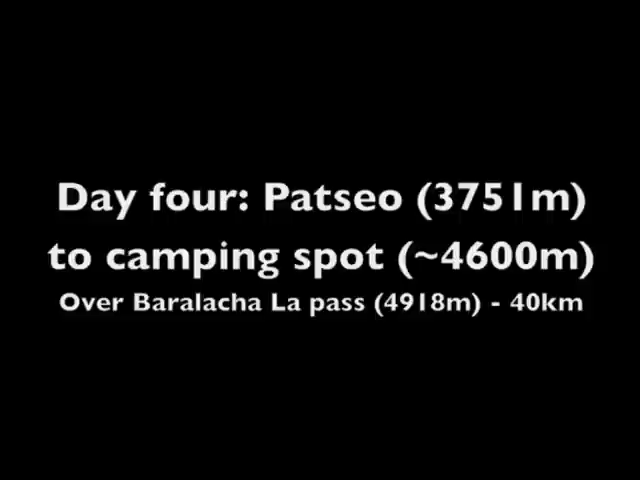 Day four: Patseo (3751m)
to camping spot (~4600m)
Over Baralacha La pass (4918m) - 40km